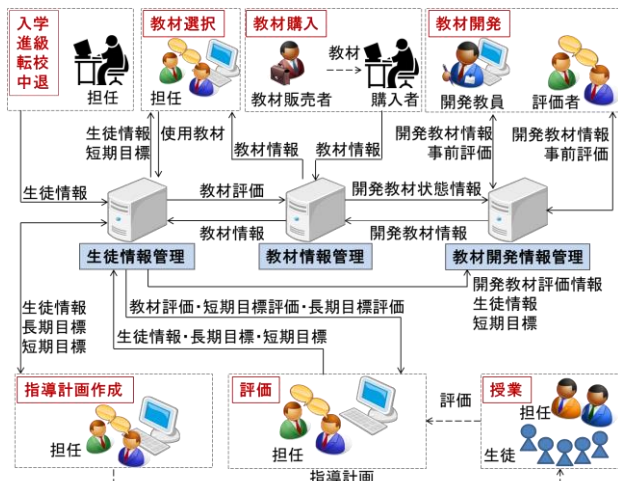 入学
進級
転校
中退
担任
教材選択
担任
教材購入
教材
教材販売者
購入者
教材開発
開発教員
評価者
生徒情報
短期目標
使用教材
教材情報
教材情報
開発教材情報
事前評価
開発教材情報
事前評価
生徒情報
教材評価
開発教材状態情報
教材情報
開発教材情報
生徒情報管理
教材情報管理
教材開発情報管理
生徒情報
長期目標
短期目標
教材評価・短期目標評価・長期目標評価
生徒情報・長期目標・短期目標
開発教材評価情報
生徒情報
短期目標
指導計画作成
担任
評価
担任
評価
授業
担任
生徒
指導計画